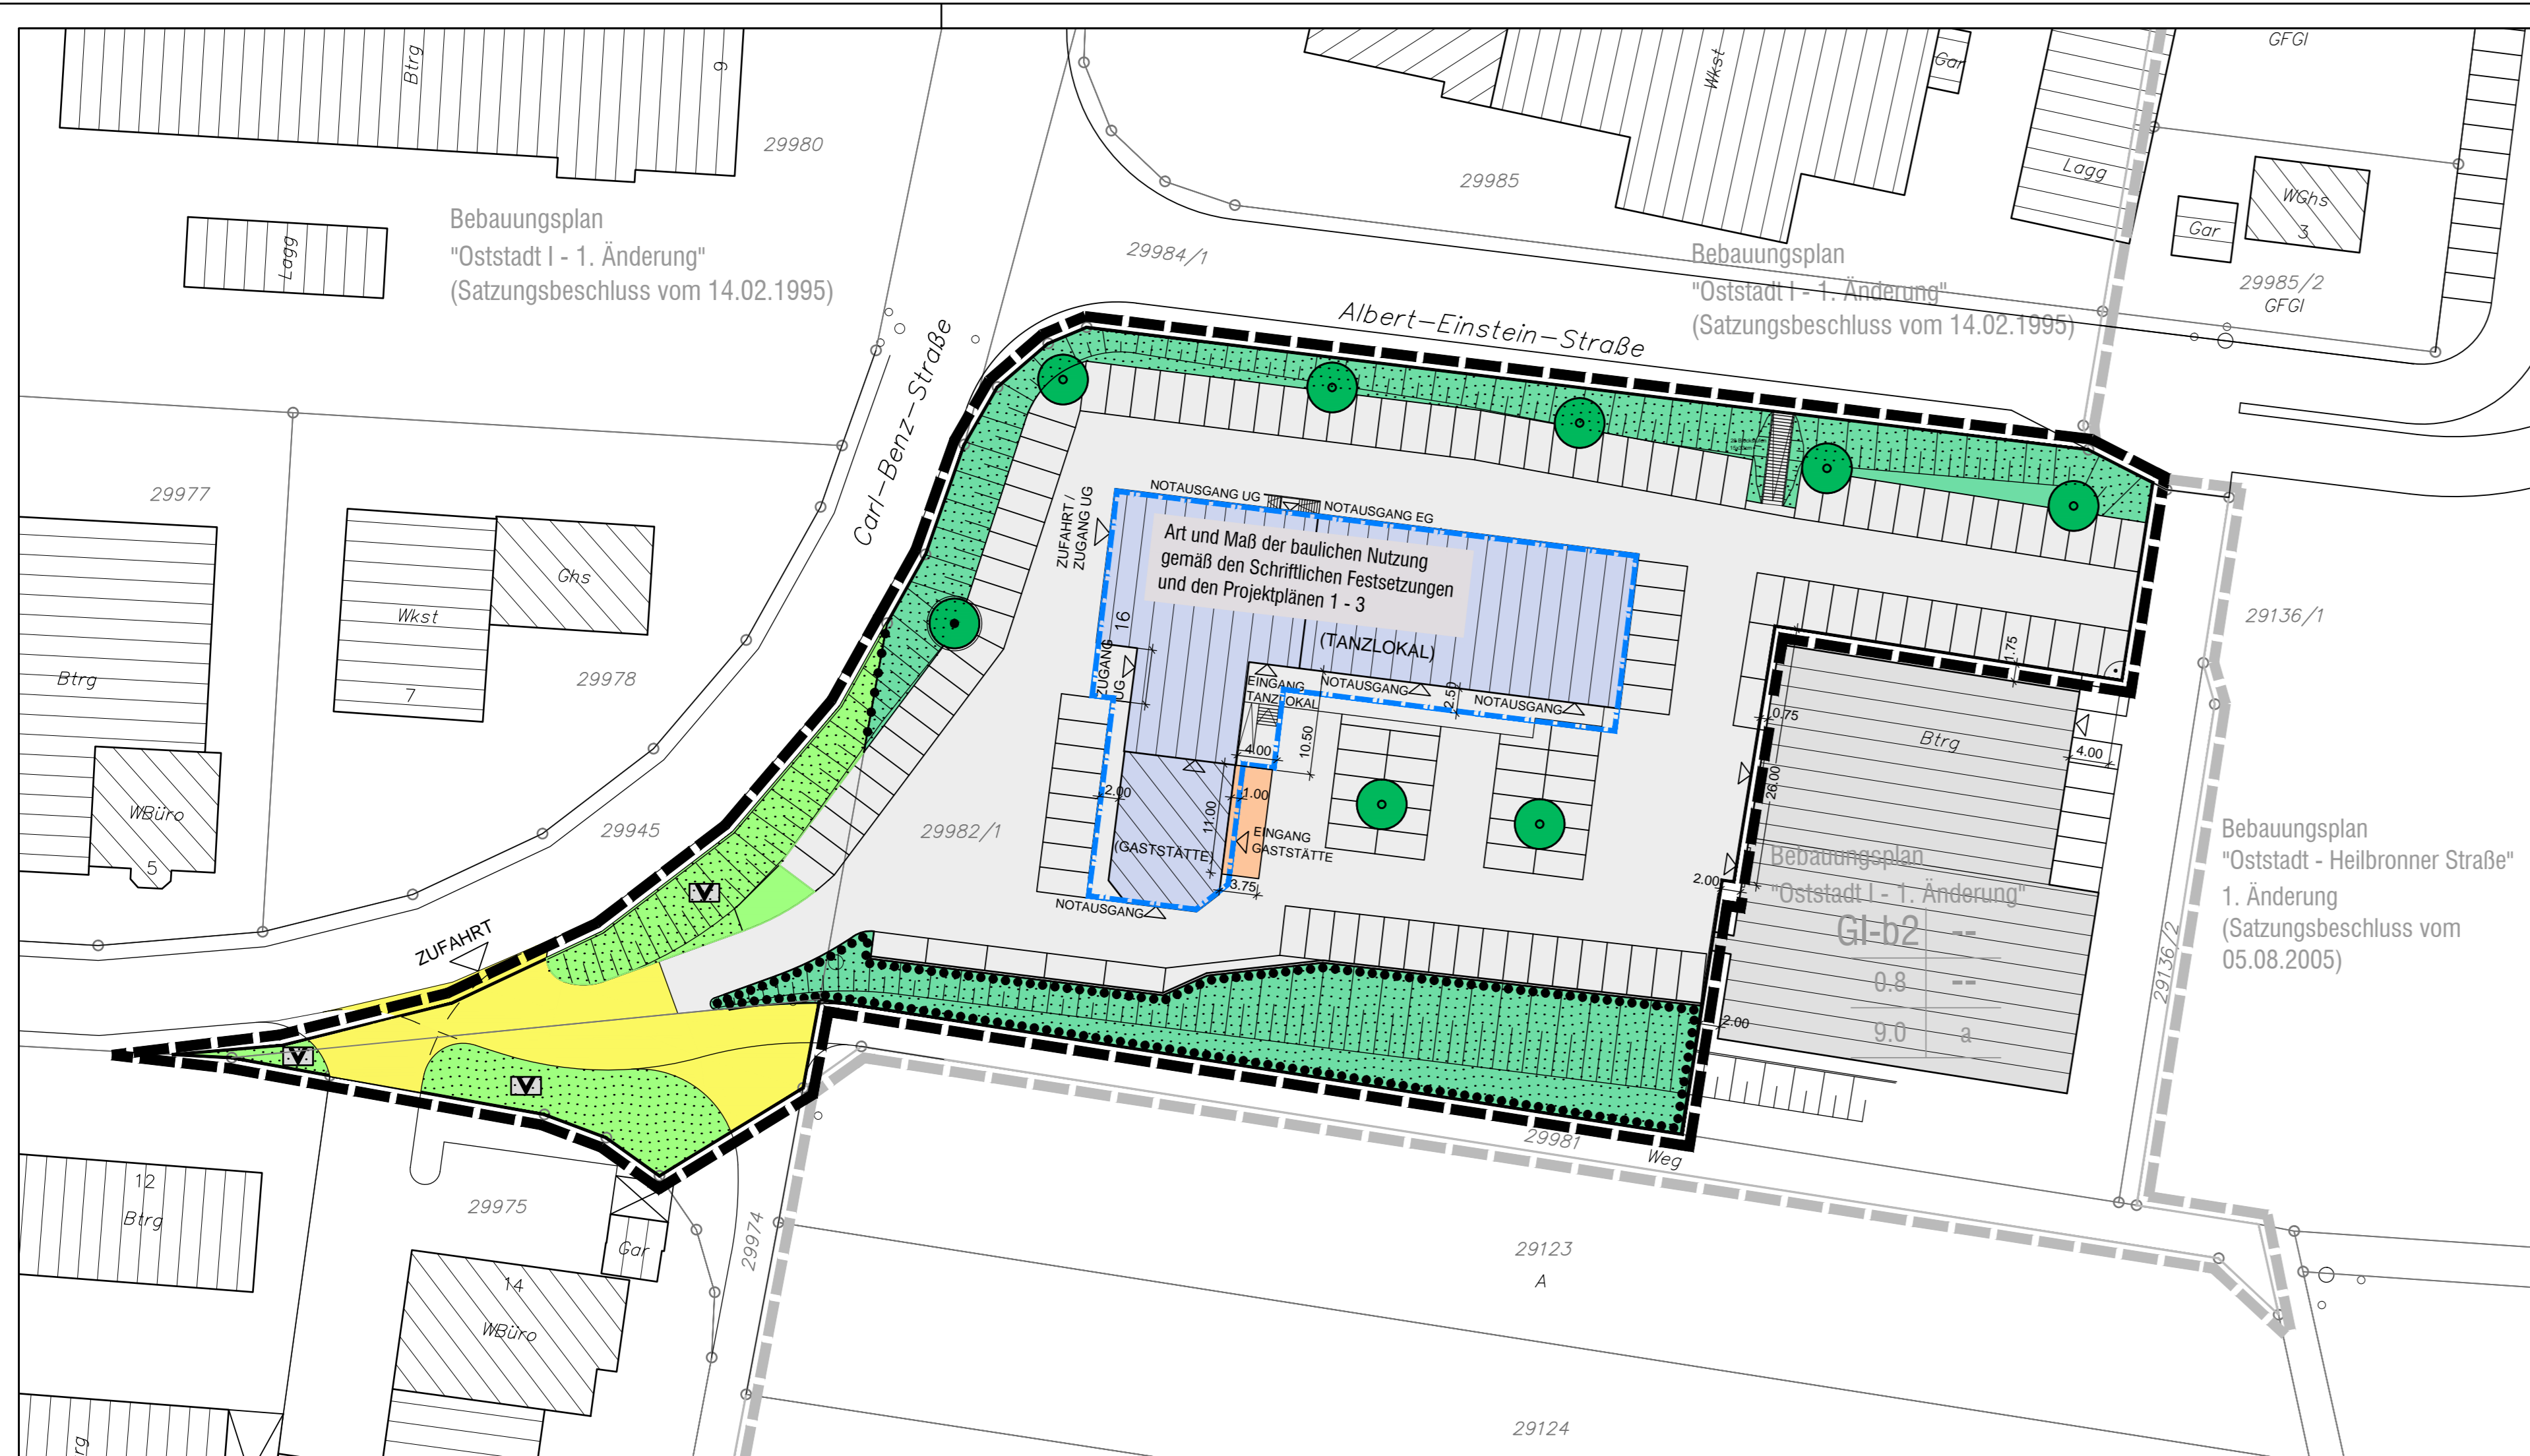 Btrg
9
29980
Wkst
Gar
GFGl
Lagg
WGhs
3
Gar
29985
29985/2
GFGl
Lagg
Bebauungsplan
"Oststadt I - 1. Änderung"
(Satzungsbeschluss vom 14.02.1995)
29984/1
Bebauungsplan
"Oststadt I - 1. Änderung"
(Satzungsbeschluss vom 14.02.1995)
Albert-Einstein-Straße
Carl-Benz-Straße
29977
Wkst
7
Ghs
29978
Btrg
WBüro
5
29945
ZUFAHRT /
ZUGANG UG
NOTAUSGANG UG
NOTAUSGANG EG
Art und Maß der baulichen Nutzung
gemäß den Schriftlichen Festsetzungen
und den Projektplänen 1 - 3
16
(TANZLOKAL)
ZUGANG
UG
EINGANG
TANZLOKAL
NOTAUSGANG
2.50
NOTAUSGANG
4.00
10.50
2.00
11.00
1.00
EINGANG
GASTSTÄTTE
(GASTSTÄTTE)
3.75
NOTAUSGANG
29982/1
29136/1
1.75
0.75
Btrg
4.00
26.00
2.00
Bebauungsplan
"Oststadt I - 1. Änderung"
GI-b2 --
0.8 --
9.0 a
2.00
29136/2
Bebauungsplan
"Oststadt - Heilbronner Straße"
1. Änderung
(Satzungsbeschluss vom
05.08.2005)
ZUFAHRT
V
V
V
29981
Weg
12
Btrg
29975
Gar
29974
14
WBüro
29123
A
29124
rg